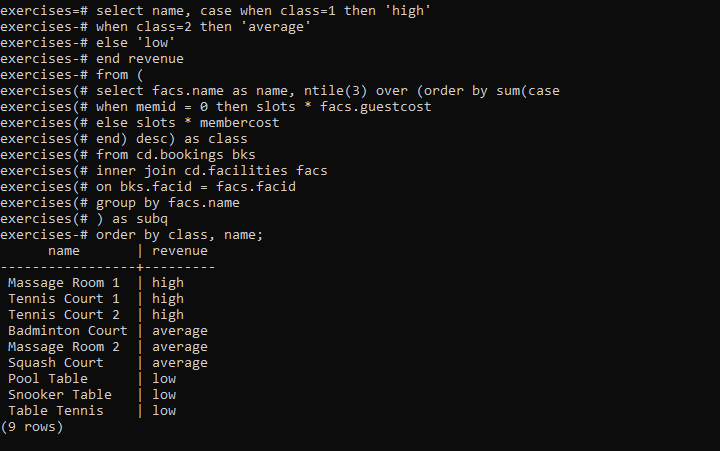 exercises=# select name, case when class=1 then 'high'
exercises-# when class=2 then 'average'
exercises-# else 'low'
exercises-# end revenue
exercises-# from (
exercises(# select facs.name as name, ntile(3) over (order by sum(case
exercises(# when memid = 0 then slots * facs.guestcost
exercises(# else slots * membercost
exercises(# end) desc) as class
exercises(# from cd.bookings bks
exercises(# inner join cd.facilities facs
exercises(# on bks.facid = facs.facid
exercises(# group by facs.name
exercises(# ) as subq
exercises-# order by class, name;
      name       | revenue
-----------------+---------
 Massage Room 1  | high
 Tennis Court 1  | high
 Tennis Court 2  | high
 Badminton Court | average
 Massage Room 2  | average
 Squash Court    | average
 Pool Table      | low
 Snooker Table   | low
 Table Tennis    | low
(9 rows)